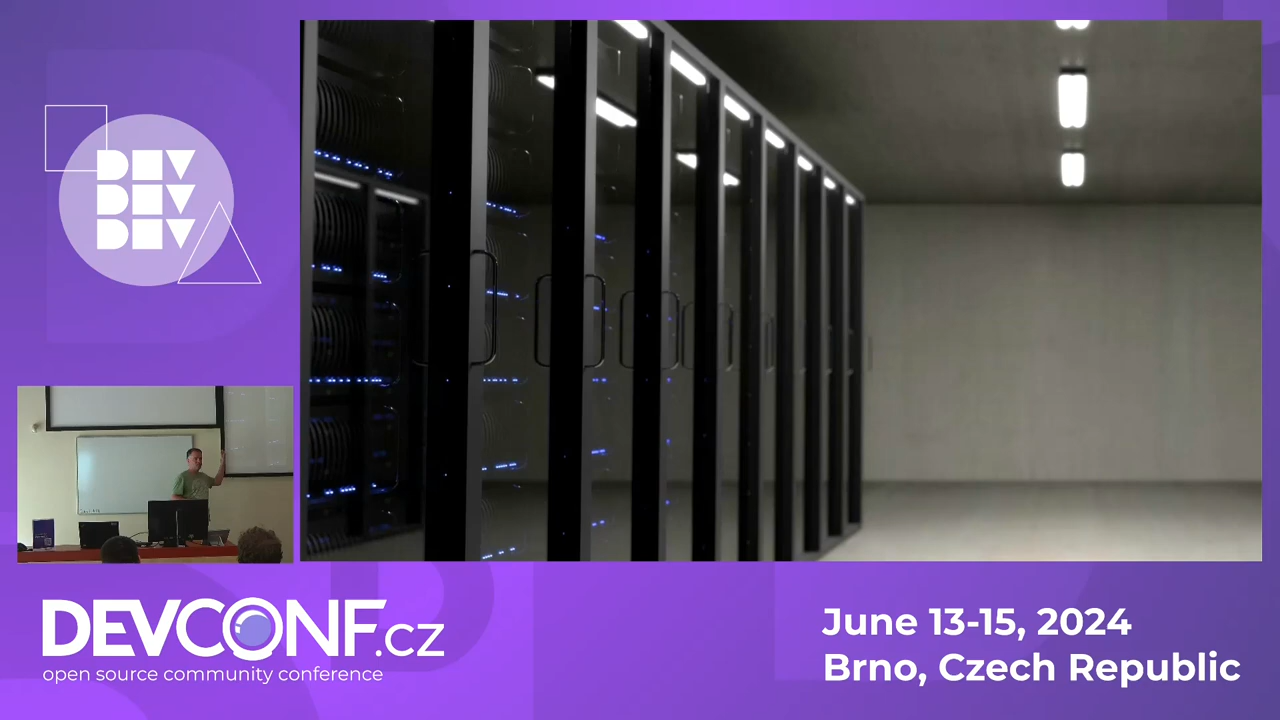 DEV
DEV
DEV
DEVCONF.cz
open source community conference
June 13-15, 2024
Brno, Czech Republic